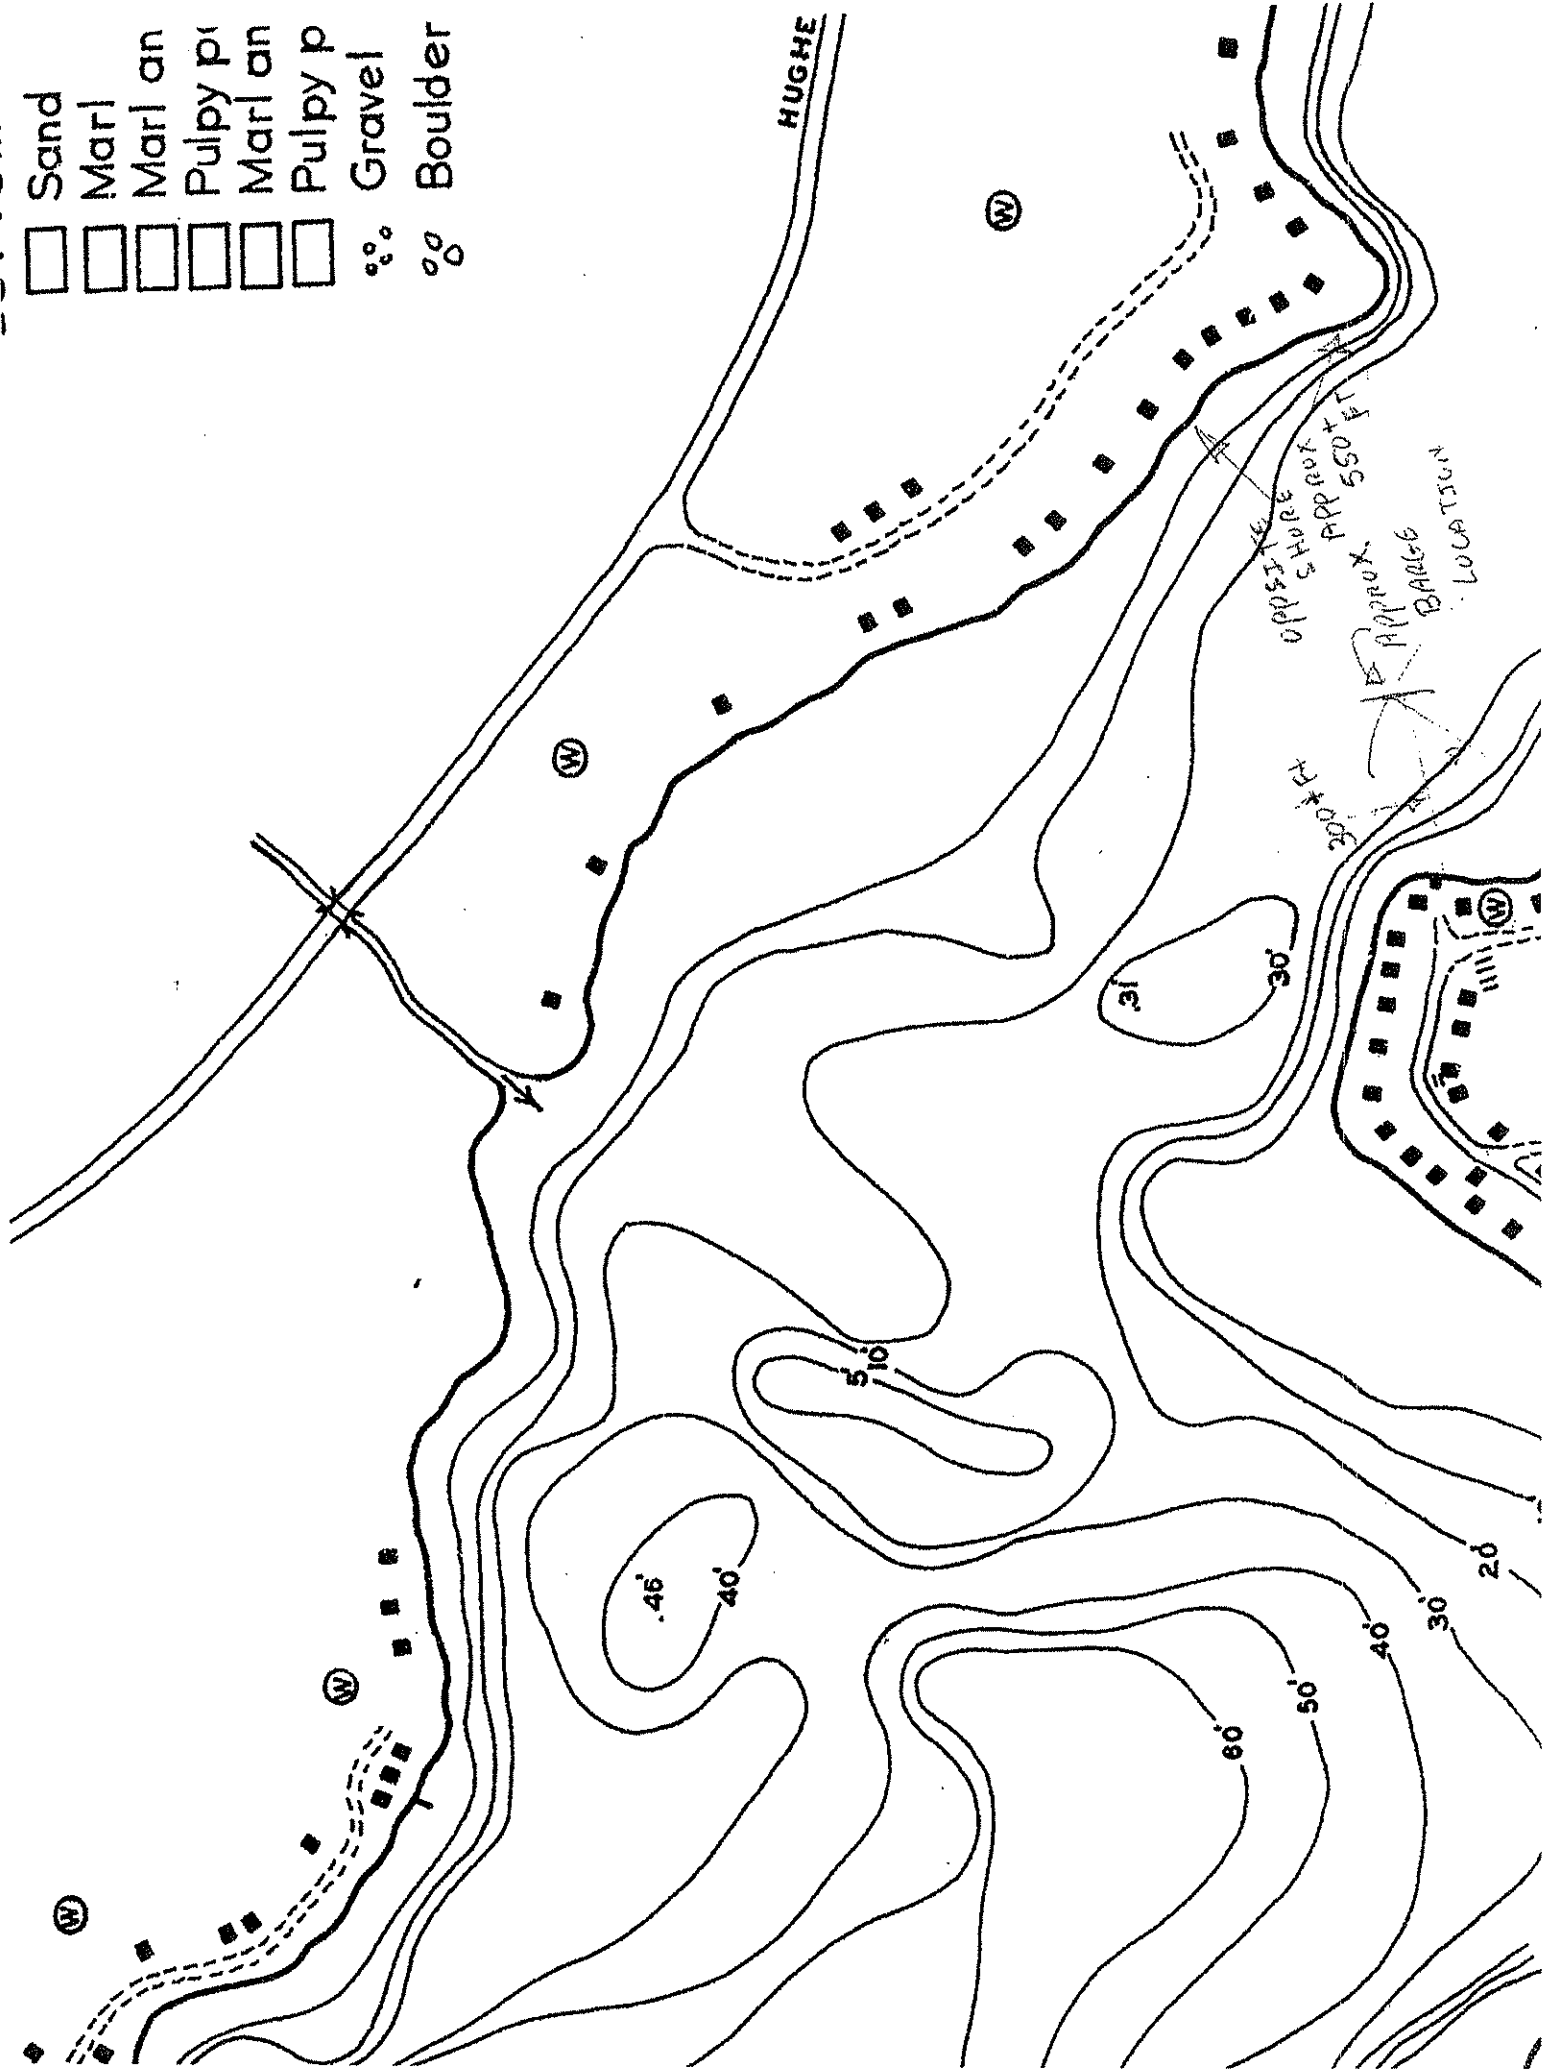 Sand
Marl
Marl an
Pulpy p
Marl an
Pulpy p
Gravel
Boulder
HUGHE
W
W
W
W
W
OPPSITE
SHORE
APPROX
550 + FT
APPROX.
BARGE
LOCATION
300 + Ft
31'
30'
5'
10'
46'
40'
20'
30'
40'
50'
60'